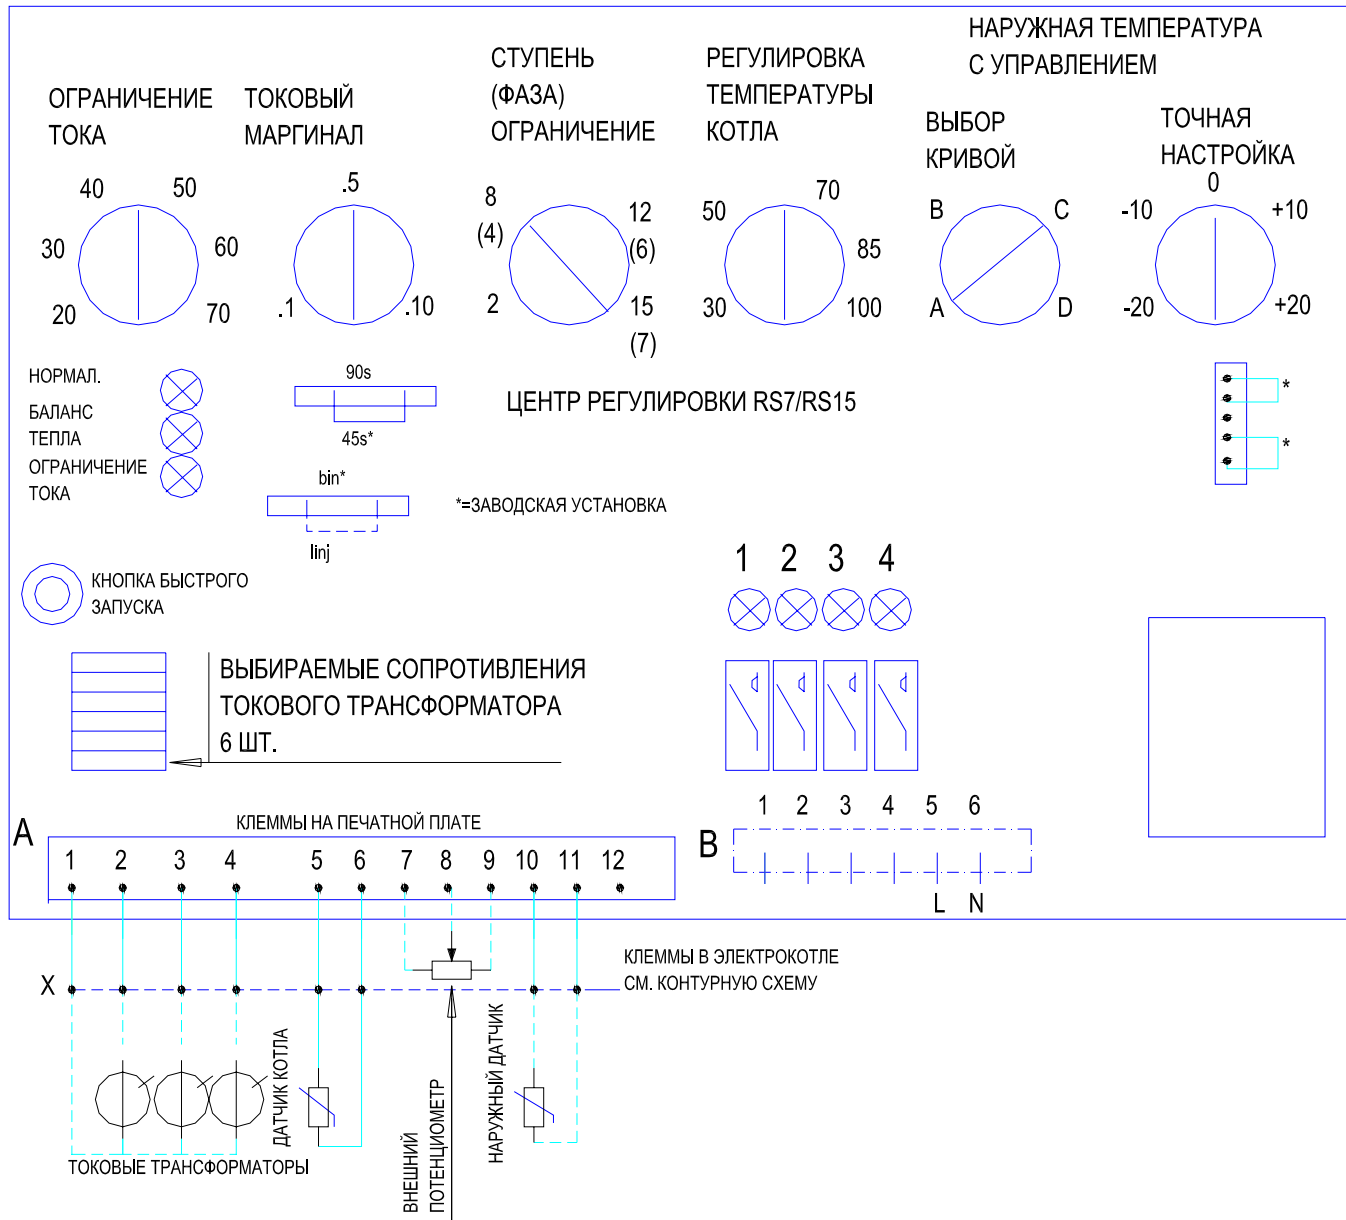 НАРУЖНАЯ ТЕМПЕРАТУРА
С УПРАВЛЕНИЕМ
ОГРАНИЧЕНИЕ
ТОКА
ТОКОВЫЙ
МАРГИНАЛ
СТУПЕНЬ
(ФАЗА)
ОГРАНИЧЕНИЕ
РЕГУЛИРОВКА
ТЕМПЕРАТУРЫ
КОТЛА
ВЫБОР
КРИВОЙ
ТОЧНАЯ
НАСТРОЙКА
40 50
30 60
20 70
.5
.1 .10
8 12
(4) (6)
2 15
(7)
70
50 85
30 100
B C
A D
0
-10 +10
-20 +20
НОРМАЛ.
БАЛАНС
ТЕПЛА
ОГРАНИЧЕНИЕ
ТОКА
90s
45s*
bin*
linj
ЦЕНТР РЕГУЛИРОВКИ RS7/RS15
*=ЗАВОДСКАЯ УСТАНОВКА
*
*
КНОПКА БЫСТРОГО
ЗАПУСКА
1 2 3 4
ВЫБИРАЕМЫЕ СОПРОТИВЛЕНИЯ
ТОКОВОГО ТРАНСФОРМАТОРА
6 ШТ.
A
КЛЕММЫ НА ПЕЧАТНОЙ ПЛАТЕ
1 2 3 4 5 6 7 8 9 10 11 12
B
1 2 3 4 5 6
L N
X
КЛЕММЫ В ЭЛЕКТРОКОТЛЕ
СМ. КОНТУРНУЮ СХЕМУ
ТОКОВЫЕ ТРАНСФОРМАТОРЫ
ДАТЧИК КОТЛА
ВНЕШНИЙ
ПОТЕНЦИОМЕТР
НАРУЖНЫЙ ДАТЧИК